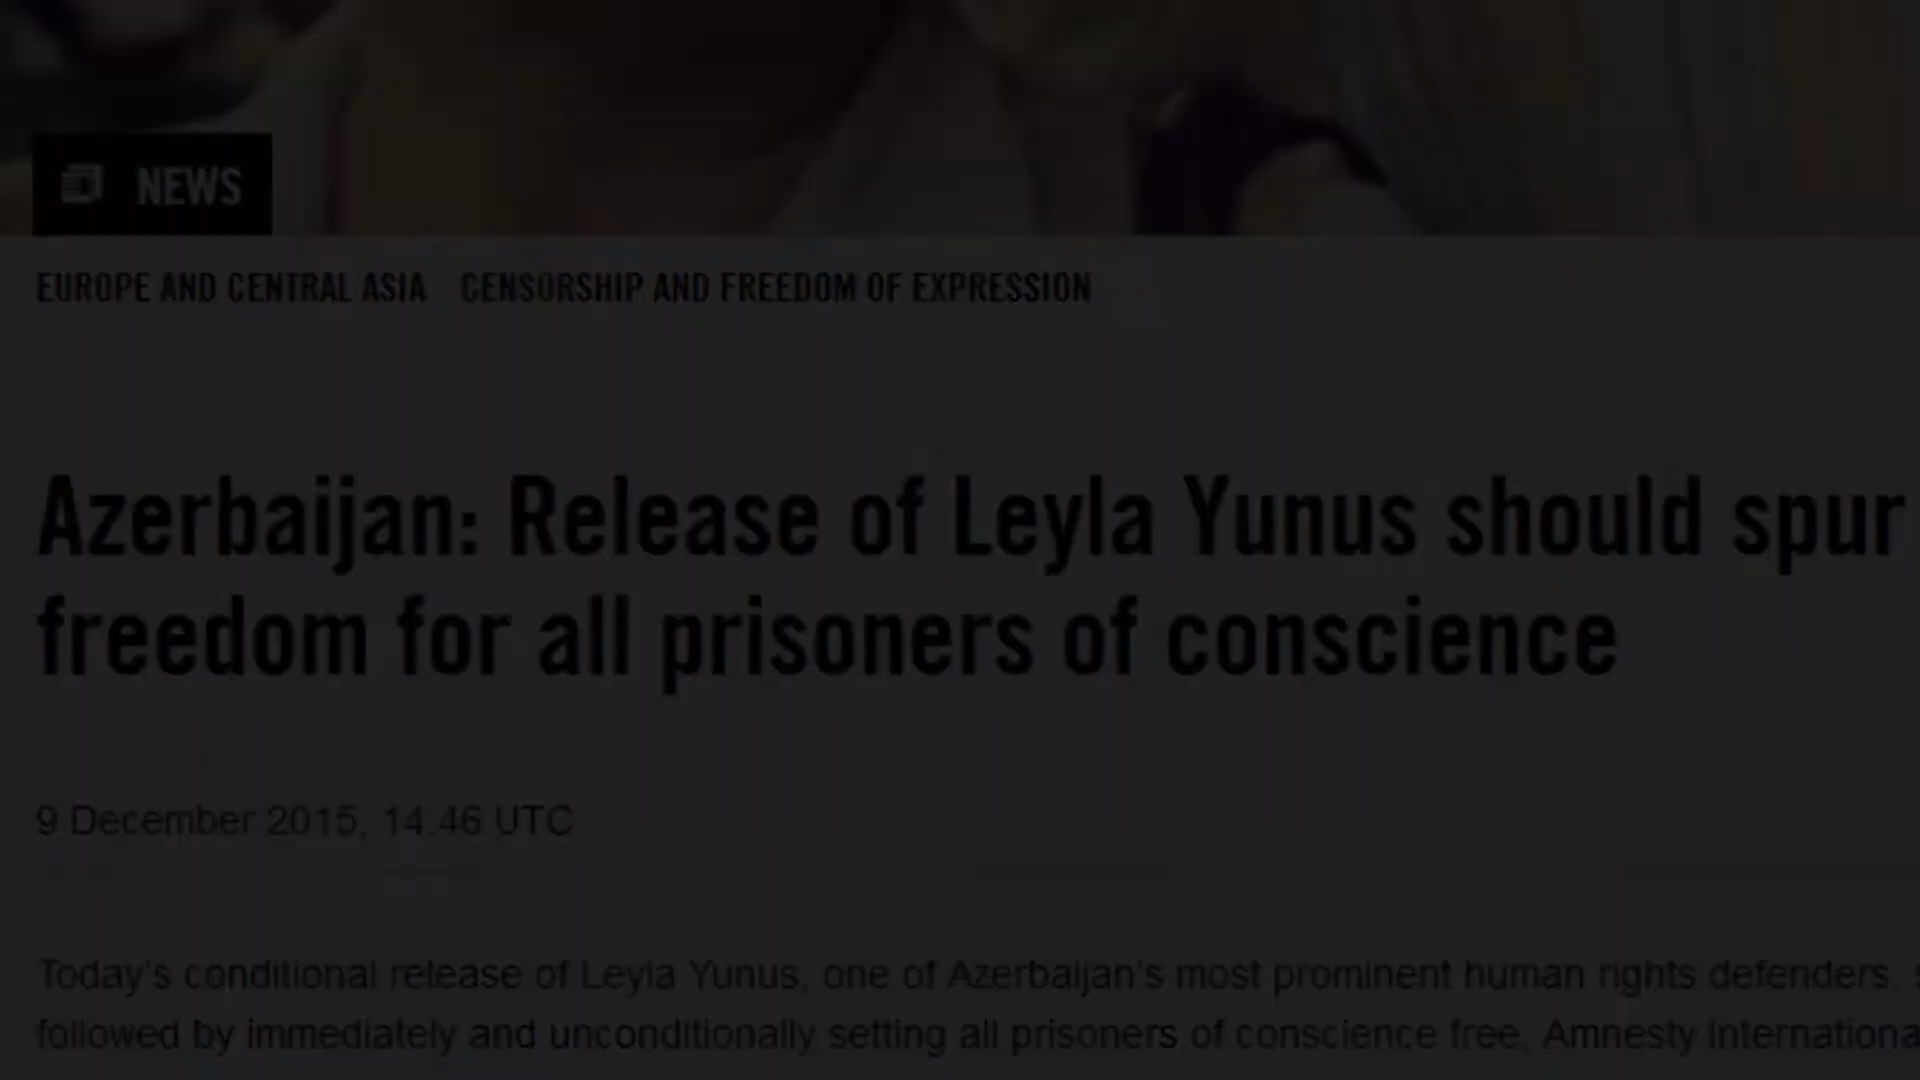 NEWS
EUROPE AND CENTRAL ASIA CENSORSHIP AND FREEDOM OF EXPRESSION
Azerbaijan: Release of Leyla Yunus should spur
freedom for all prisoners of conscience
9 December 2015, 14:46 UTC
Today's conditional release of Leyla Yunus, one of Azerbaijan's most prominent human rights defenders,
followed by immediately and unconditionally setting all prisoners of conscience free, Amnesty Internationa